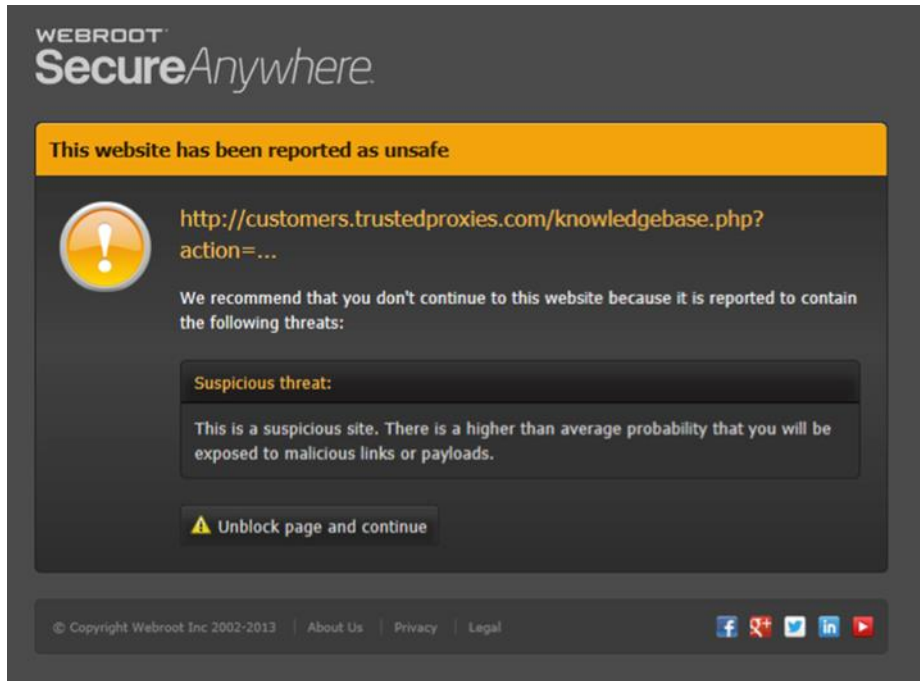 WEBROOT
SecureAnywhere
This website has been reported as unsafe
http://customers.trustedproxies.com/knowledgebase.php?
action=...
We recommend that you don't continue to this website because it is reported to contain
the following threats:
Suspicious threat:
This is a suspicious site. There is a higher than average probability that you will be
exposed to malicious links or payloads.
Unblock page and continue
© Copyright Webroot Inc 2002-2013 | About Us | Privacy | Legal